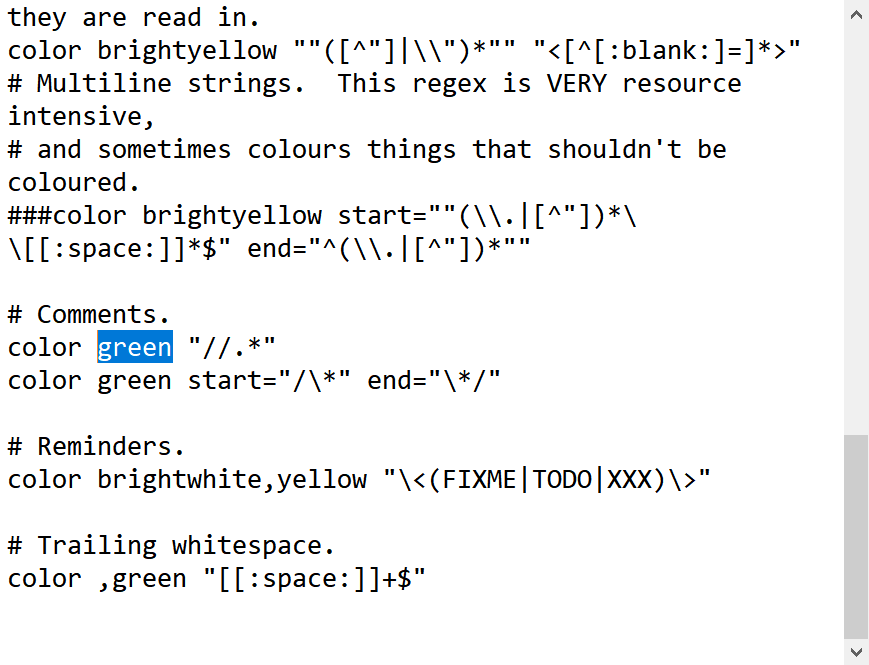 they are read in.
color brightyellow ""([^"]|\\")*"" "<[^[:blank:]=]*>"
# Multiline strings.  This regex is VERY resource
intensive,
# and sometimes colours things that shouldn't be
coloured.
###color brightyellow start=""(\\.|[^"])*\
\[[:space:]]*$" end="^(\\.|[^"])*""
# Comments.
color green "//.*"
color green start="/\*" end="\*/"
# Reminders.
color brightwhite,yellow "\<(FIXME|TODO|XXX)\>"
# Trailing whitespace.
color ,green "[[:space:]]+$"